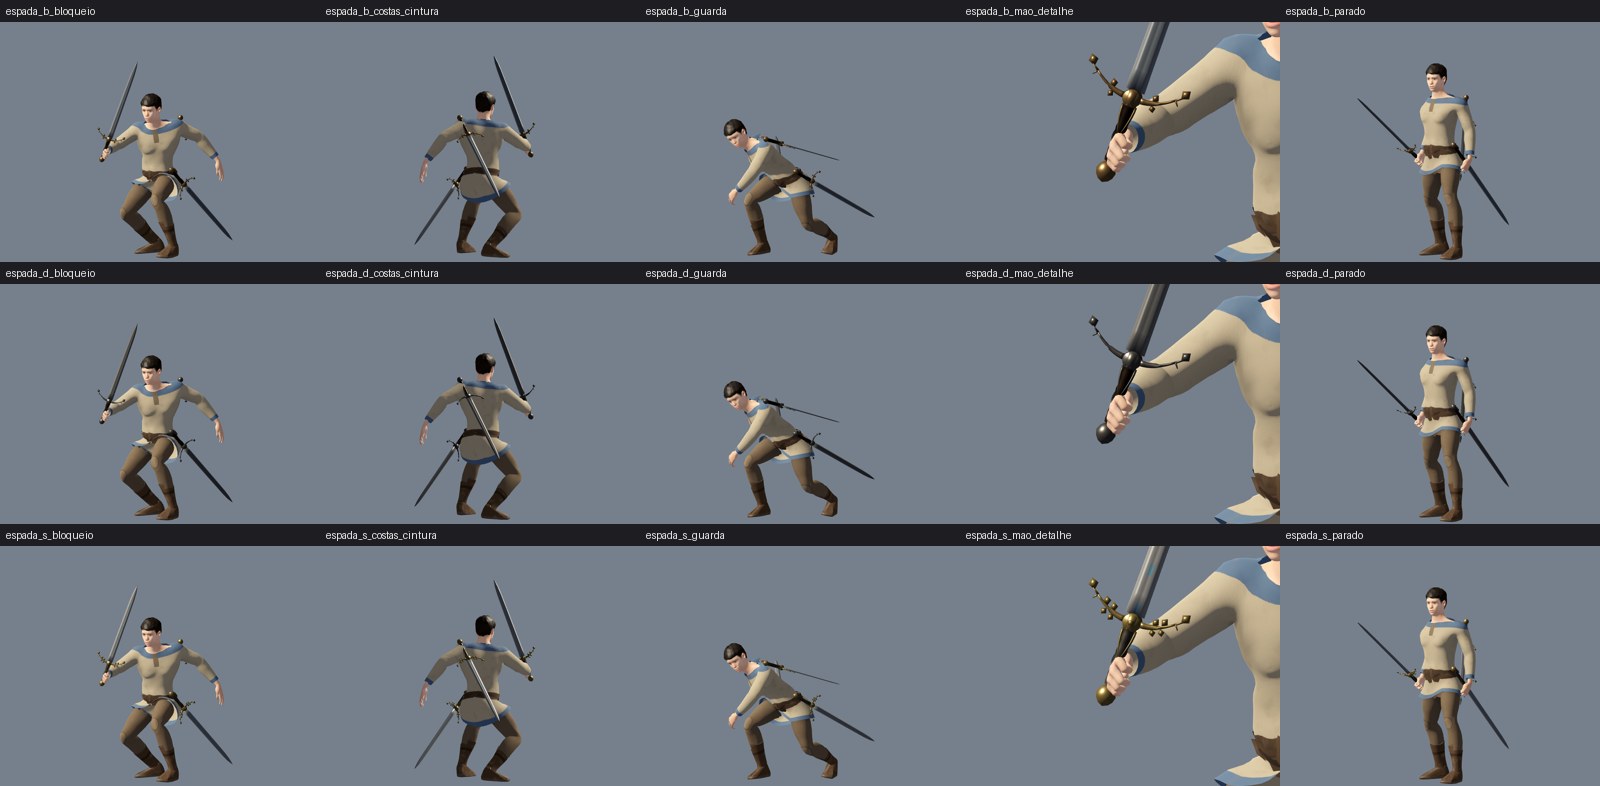 espada_b_bloqueio
espada_b_costas_cintura
espada_b_guarda
espada_b_mao_detalhe
espada_b_parado
espada_d_bloqueio
espada_d_costas_cintura
espada_d_guarda
espada_d_mao_detalhe
espada_d_parado
espada_s_bloqueio
espada_s_costas_cintura
espada_s_guarda
espada_s_mao_detalhe
espada_s_parado